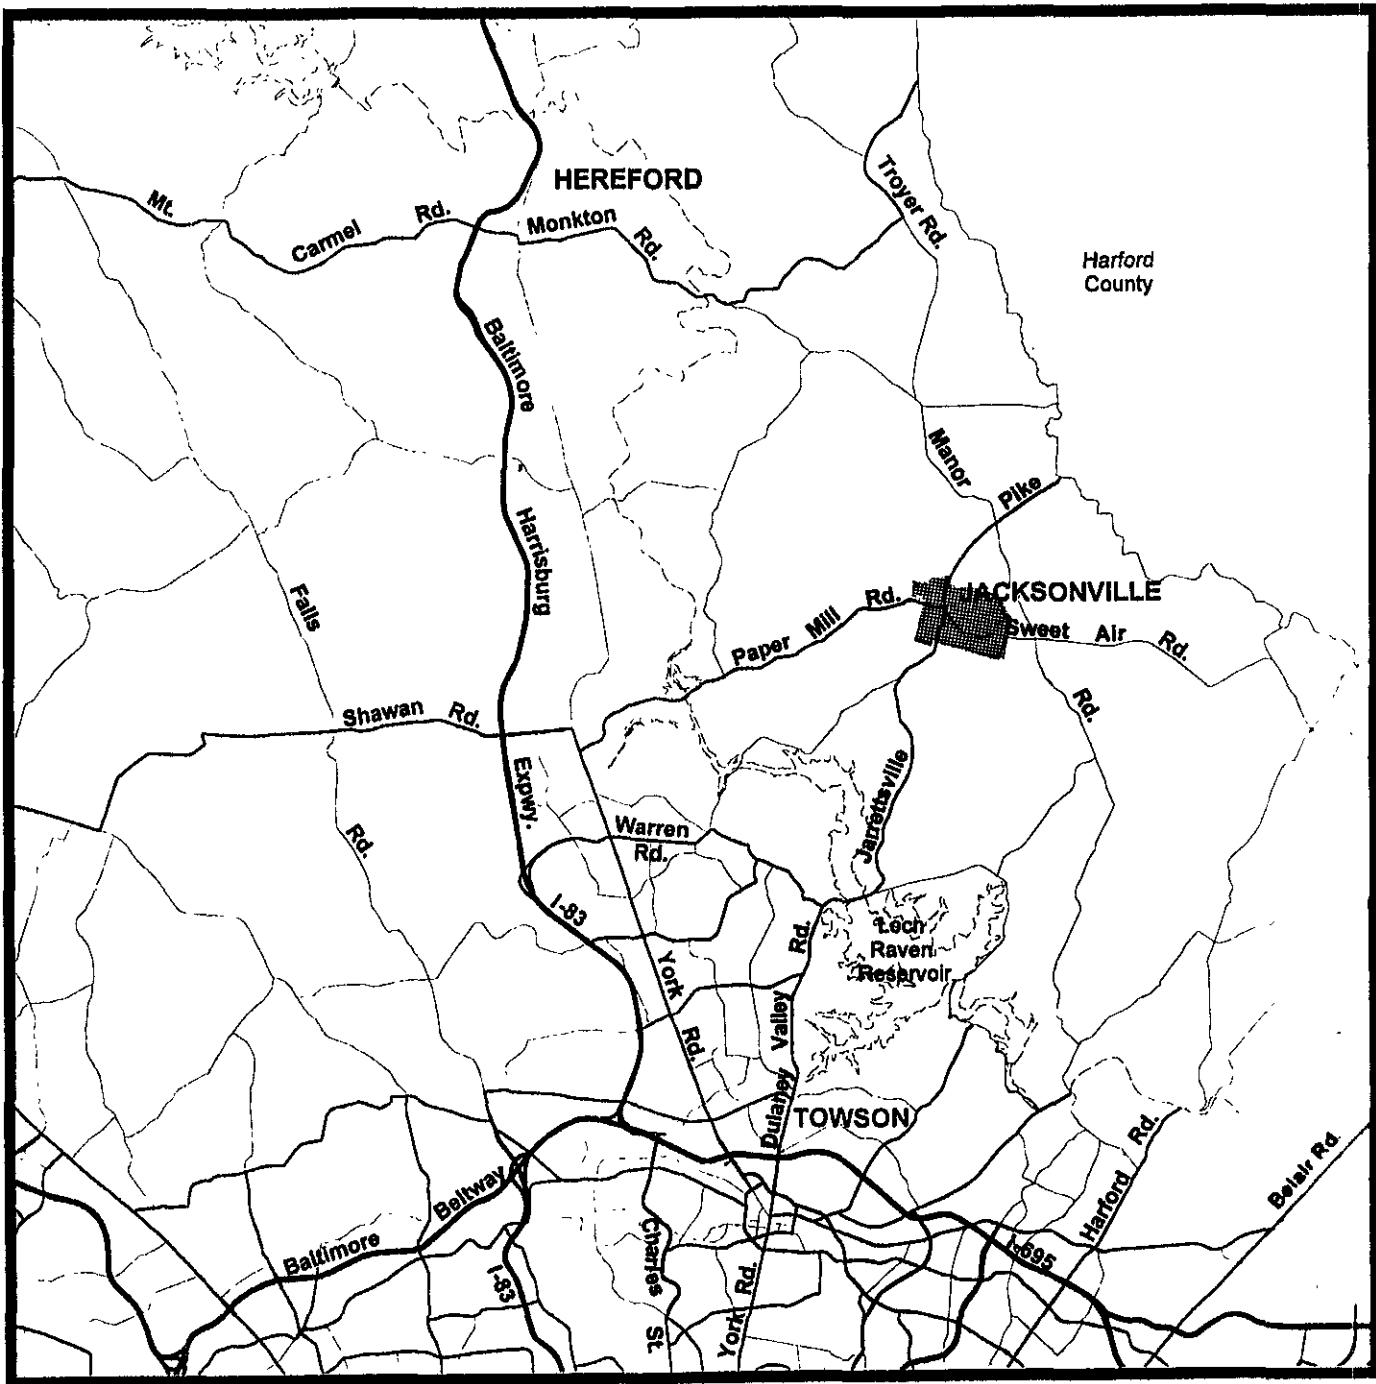 HEREFORD
Mt.
Carmel
Rd.
Monkton
Rd.
Troyer Rd.
Harford
County
Baltimore
Manor
Pike
Harrisburg
Falls
JACKSONVILLE
Paper Mill Rd.
Sweet Air Rd.
Rd.
Shawan Rd.
Expwy.
Jarrettsville
Warren
Rd.
Rd.
I-83
Loch
Raven
Reservoir
Rd.
York
Rd.
Valley
Dulaney
TOWSON
Harford Rd.
Belair Rd.
Beltway
Baltimore
I-83
Charles
St.
York Rd.
I-695